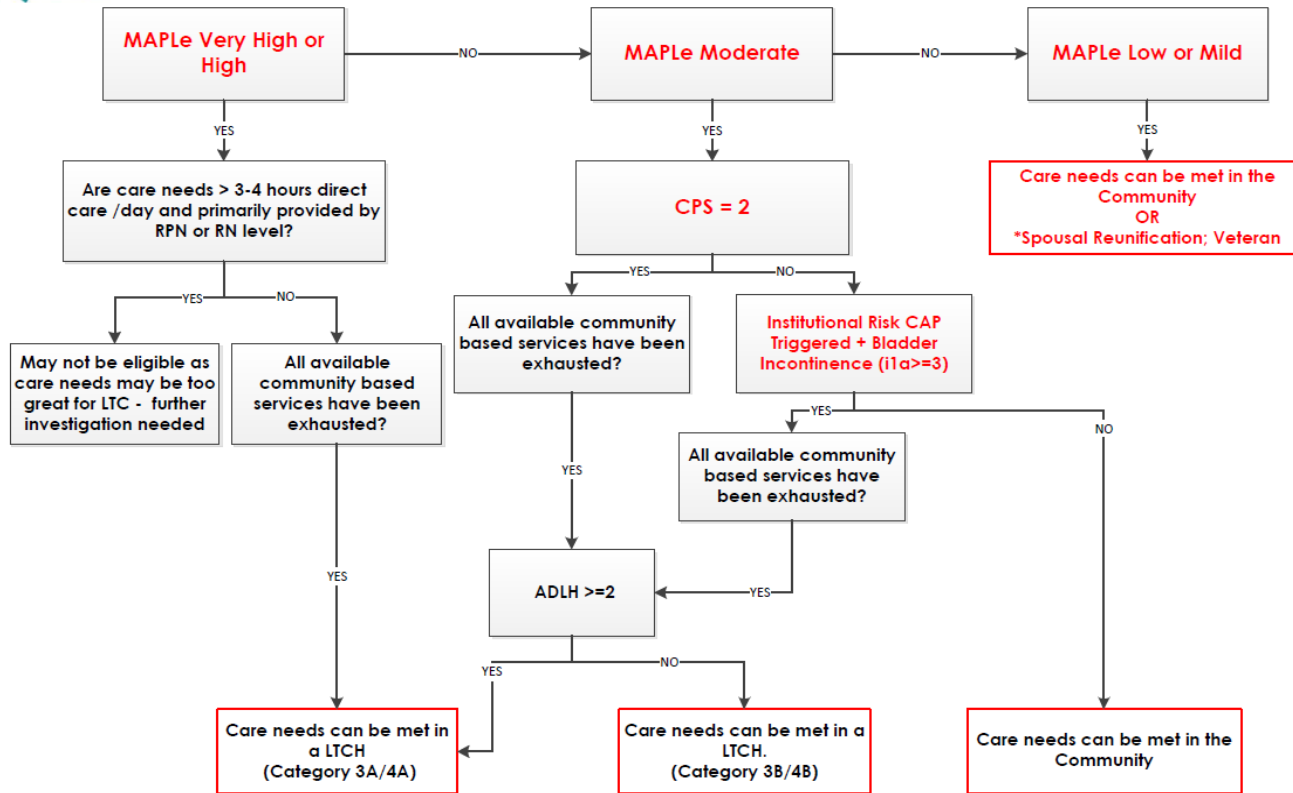 MAPLe Very High or
High
NO
MAPLe Moderate
NO
MAPLe Low or Mild
YES
YES
YES
Are care needs > 3-4 hours direct
care /day and primarily provided by
RPN or RN level?
CPS = 2
Care needs can be met in the
Community
OR
*Spousal Reunification; Veteran
YES
NO
YES
NO
May not be eligible as
care needs may be too
great for LTC - further
investigation needed
All available
community based
services have been
exhausted?
All available community
based services have been
exhausted?
Institutional Risk CAP
Triggered + Bladder
Incontinence (i1a>=3)
YES
NO
All available community
based services have
been exhausted?
YES
YES
ADLH >=2
YES
YES
NO
Care needs can be met in
a LTCH
(Category 3A/4A)
Care needs can be met in a
LTCH.
(Category 3B/4B)
Care needs can be met in the
Community